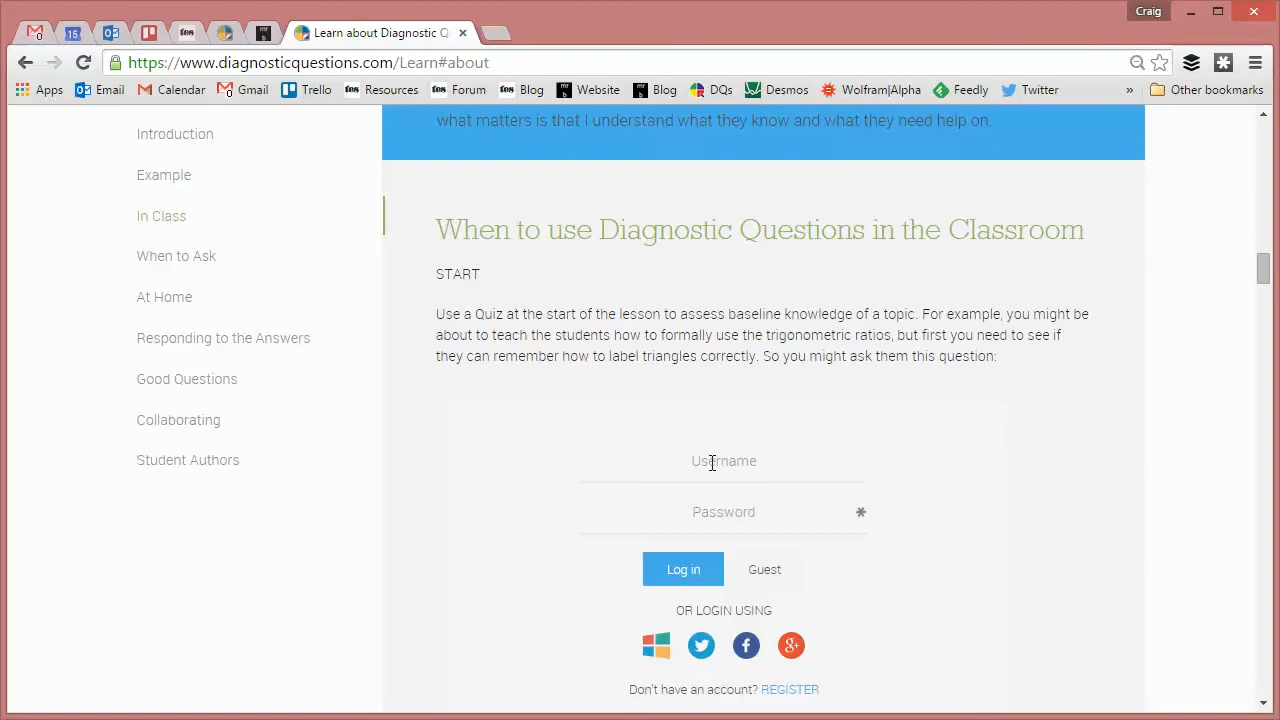 Craig
Learn about Diagnostic Q
https://www.diagnosticquestions.com/Learn#about
Apps Email Calendar Gmail Trello Resources Forum Blog Website Blog DQs Desmos Wolfram|Alpha Feedly Twitter » Other bookmarks
what matters is that I understand what they know and what they need help on.
Introduction
Example
In Class
When to Ask
At Home
Responding to the Answers
Good Questions
Collaborating
Student Authors
When to use Diagnostic Questions in the Classroom
START
Use a Quiz at the start of the lesson to assess baseline knowledge of a topic. For example, you might be
about to teach the students how to formally use the trigonometric ratios, but first you need to see if
they can remember how to label triangles correctly. So you might ask them this question:
Username
Password
Log in Guest
OR LOGIN USING
Don't have an account? REGISTER